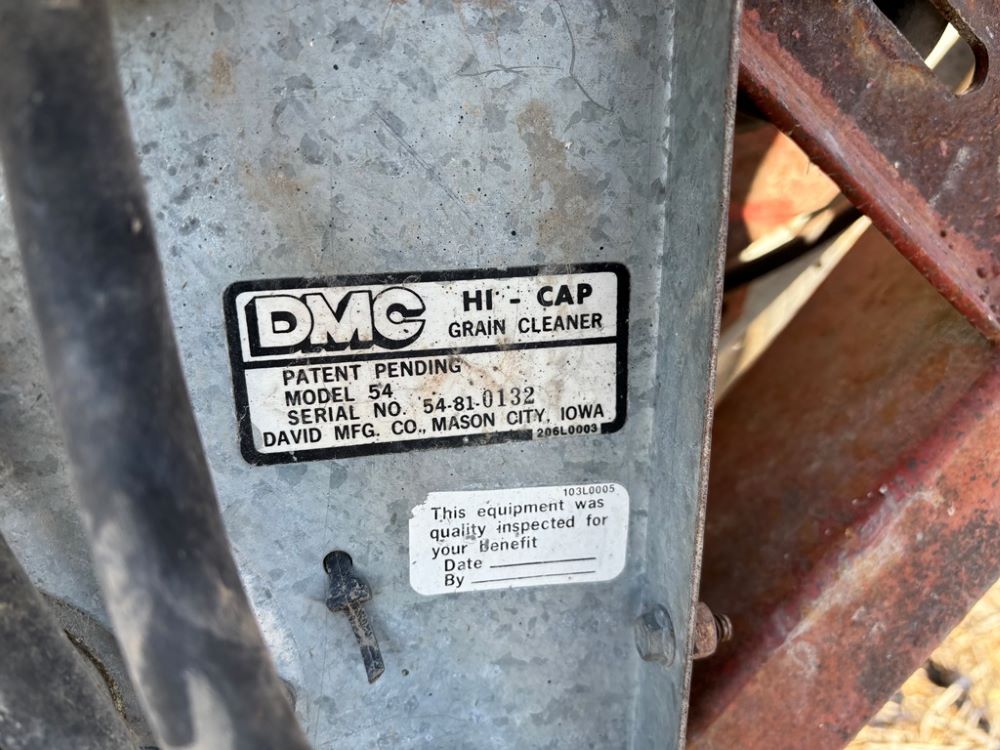 DMC HI - CAP
GRAIN CLEANER
PATENT PENDING
MODEL 54
SERIAL NO. 54-81-0132
DAVID MFG. CO., MASON CITY, IOWA
206L0003
103L0005
This equipment was
quality inspected for
your Benefit
Date
By